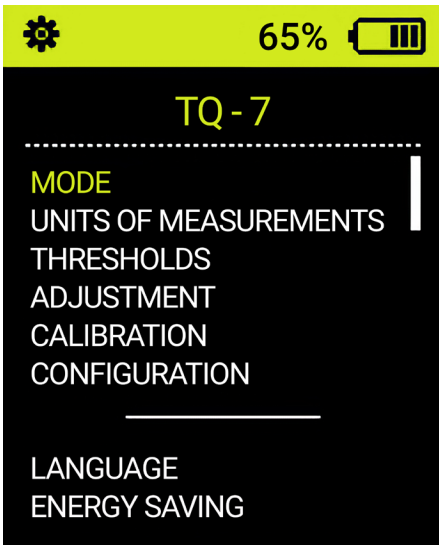 65%
TQ - 7
MODE
UNITS OF MEASUREMENTS
THRESHOLDS
ADJUSTMENT
CALIBRATION
CONFIGURATION
LANGUAGE
ENERGY SAVING